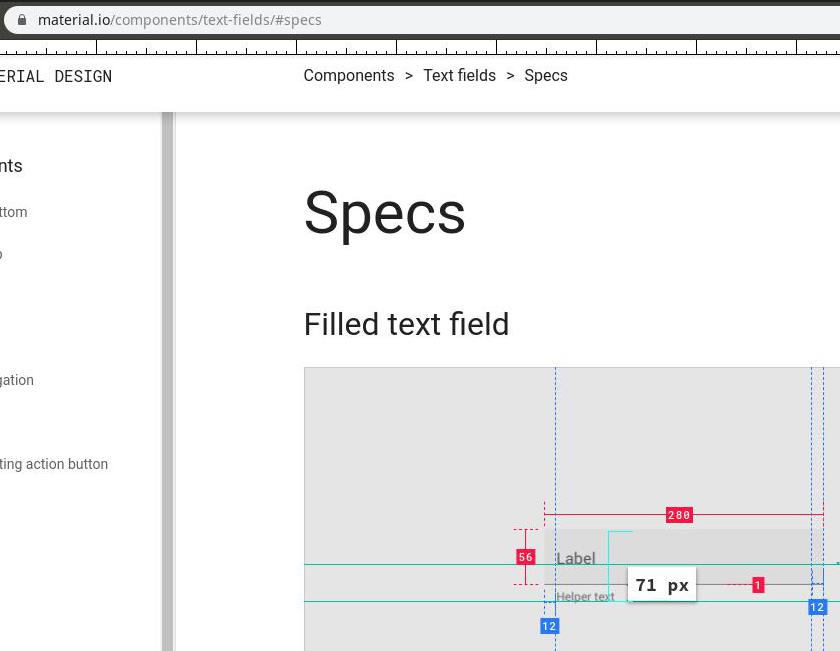 material.io/components/text-fields/#specs
ERIAL DESIGN
Components > Text fields > Specs
nts
ttom
Specs
Filled text field
gation
ting action button
280
56
Label
71 px
1
Helper text
12
12